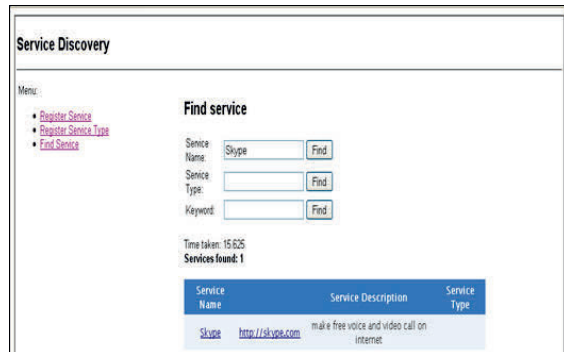 Service Discovery
Menu:
Register Service
Register Service Type
Find Service
Find service
Service Name: Skype Find
Service Type: Find
Keyword: Find
Time taken: 15.625
Services found: 1
Service Name Service Description Service Type
Skype http://skype.com make free voice and video call on internet